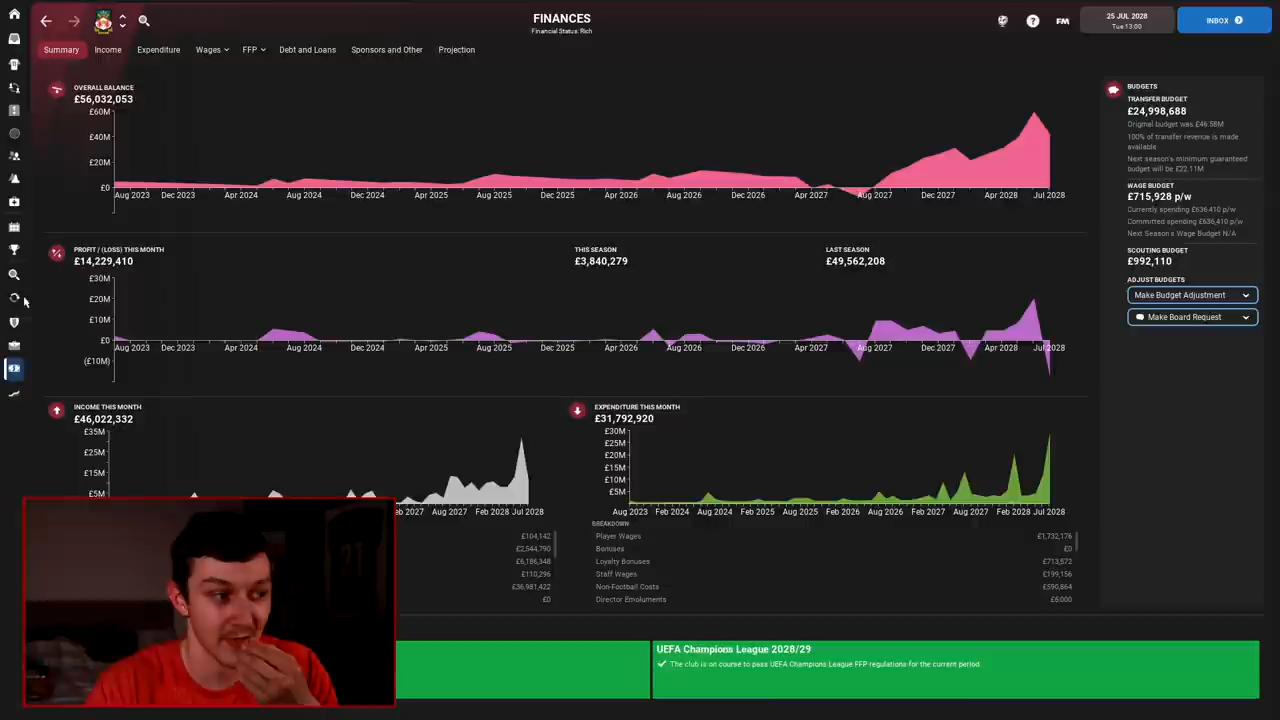 FINANCES
Financial Status: Rich
FM
25 JUL 2028
Tue 13:00
INBOX
Summary
Income
Expenditure
Wages
FFP
Debt and Loans
Sponsors and Other
Projection
OVERALL BALANCE
£56,032,053
£60M
£40M
£20M
£0
Aug 2023 Dec 2023 Apr 2024 Aug 2024 Dec 2024 Apr 2025 Aug 2025 Dec 2025 Apr 2026 Aug 2026 Dec 2026 Apr 2027 Aug 2027 Dec 2027 Apr 2028 Jul 2028
PROFIT / (LOSS) THIS MONTH
£14,229,410
THIS SEASON
£3,840,279
LAST SEASON
£49,562,208
£30M
£20M
£10M
£0
(£10M)
Aug 2023 Dec 2023 Apr 2024 Aug 2024 Dec 2024 Apr 2025 Aug 2025 Dec 2025 Apr 2026 Aug 2026 Dec 2026 Apr 2027 Aug 2027 Dec 2027 Apr 2028 Jul 2028
INCOME THIS MONTH
£46,022,332
£35M
£25M
£15M
£5M
Feb 2027 Aug 2027 Feb 2028 Jul 2028
£104,142
£2,544,790
£6,186,348
£110,296
£36,981,422
£0
EXPENDITURE THIS MONTH
£31,792,920
£30M
£25M
£20M
£15M
£10M
£5M
Aug 2023 Feb 2024 Aug 2024 Feb 2025 Aug 2025 Feb 2026 Aug 2026 Feb 2027 Aug 2027 Feb 2028 Jul 2028
BREAKDOWN
Player Wages £1,732,176
Bonuses £0
Loyalty Bonuses £713,572
Staff Wages £199,156
Non-Football Costs £590,864
Director Emoluments £6,000
UEFA Champions League 2028/29
The club is on course to pass UEFA Champions League FFP regulations for the current period.
BUDGETS
TRANSFER BUDGET
£24,998,688
Original budget was £46.58M
100% of transfer revenue is made
available
Next season's minimum guaranteed
budget will be £22.11M
WAGE BUDGET
£715,928 p/w
Currently spending £636,410 p/w
Committed spending £636,410 p/w
Next Season's Wage Budget N/A
SCOUTING BUDGET
£992,110
ADJUST BUDGETS
Make Budget Adjustment
Make Board Request
21